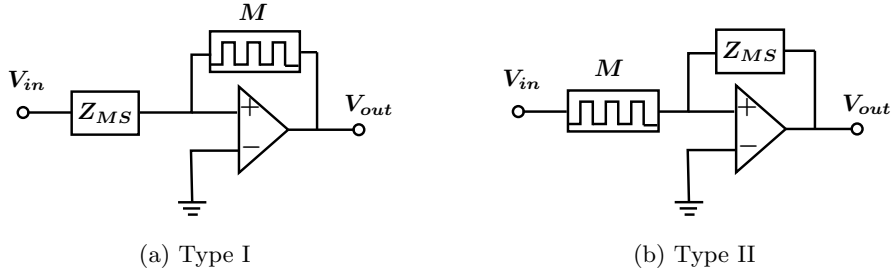 M
V_in
Z_MS
+
−
V_out
(a) Type I
Z_MS
V_in
M
+
−
V_out
(b) Type II